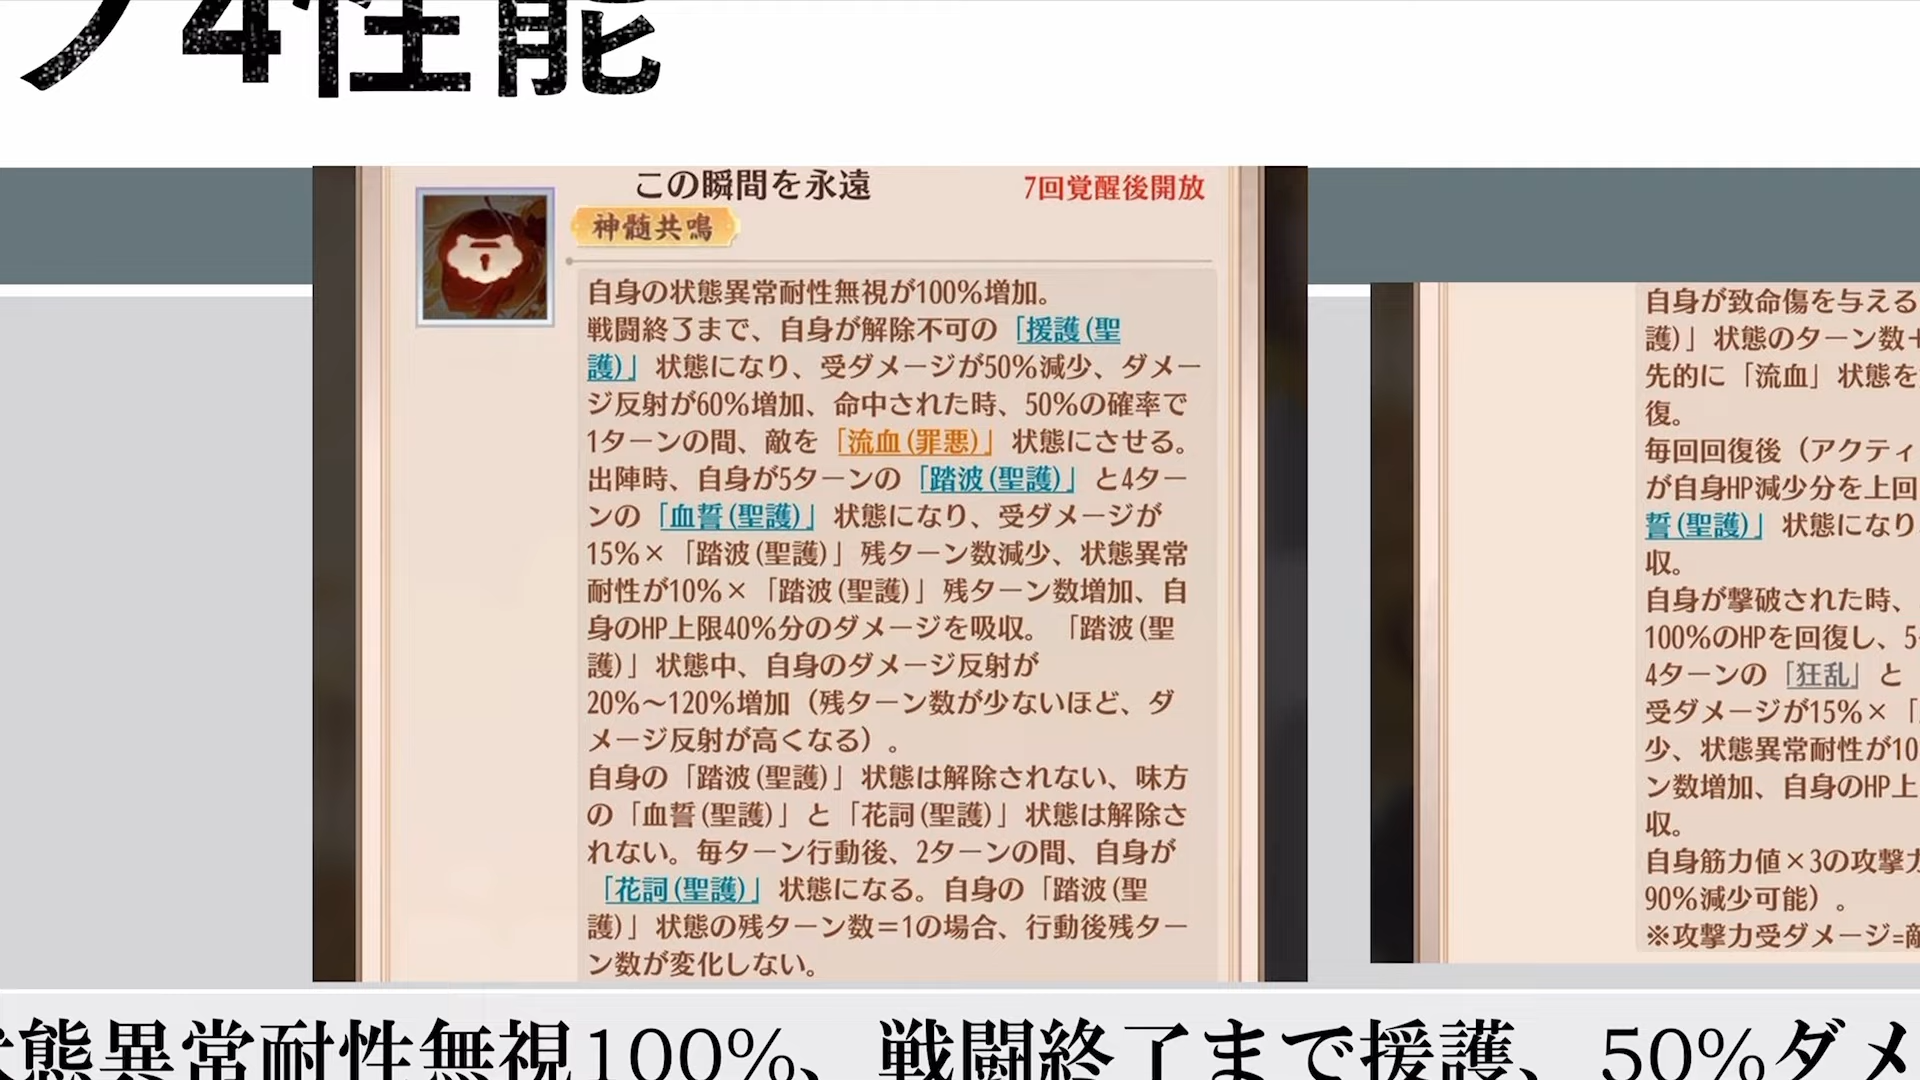 4性能
この瞬間を永遠
7回覚醒後開放
神髄共鳴
自身の状態異常耐性無視が100%増加。
戦闘終了まで、自身が解除不可の「援護(聖
護)」状態になり、受ダメージが50%減少、ダメー
ジ反射が60%増加、命中された時、50%の確率で
1ターンの間、敵を「流血(罪悪)」状態にさせる。
出陣時、自身が5ターンの「踏波(聖護)」と4ター
ンの「血誓(聖護)」状態になり、受ダメージが
15%×「踏波(聖護)」残ターン数減少、状態異常
耐性が10%×「踏波(聖護)」残ターン数増加、自
身のHP上限40%分のダメージを吸収。「踏波(聖
護)」状態中、自身のダメージ反射が
20%～120%増加（残ターン数が少ないほど、ダ
メージ反射が高くなる）。
自身の「踏波(聖護)」状態は解除されない、味方
の「血誓(聖護)」と「花詞(聖護)」状態は解除さ
れない。毎ターン行動後、2ターンの間、自身が
「花詞(聖護)」状態になる。自身の「踏波(聖
護)」状態の残ターン数＝1の場合、行動後残ター
ン数が変化しない。
自身が致命傷を与える
護)」状態のターン数+
先的に「流血」状態を
復。
毎回回復後（アクティ
が自身HP減少分を上回
誓(聖護)」状態になり
収。
自身が撃破された時、
100%のHPを回復し、5
4ターンの「狂乱」と
受ダメージが15%×「
少、状態異常耐性が10
ン数増加、自身のHP上
収。
自身筋力値×3の攻撃力
90%減少可能）。
※攻撃力受ダメージ=敵
態異常耐性無視100%、戦闘終了まで援護、50%ダメ